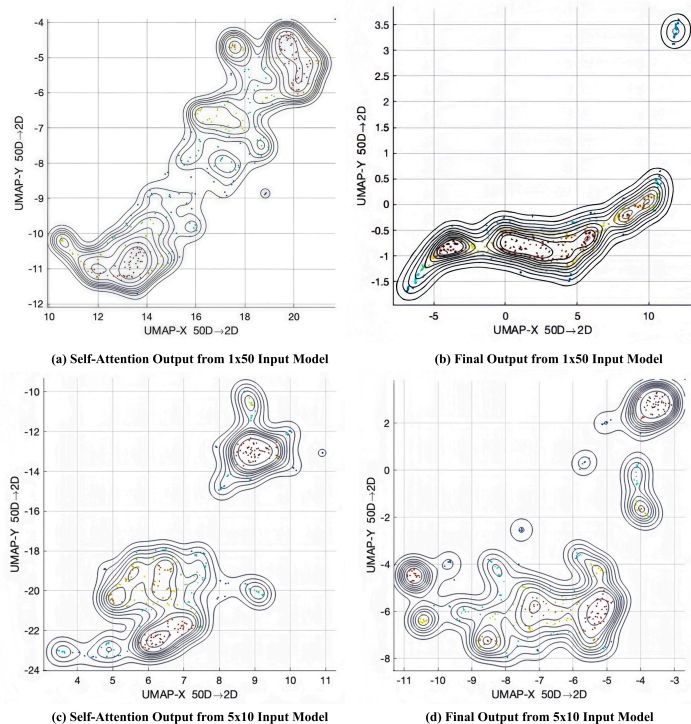 -4
-5
-6
-7
-8
-9
-10
-11
-12
UMAP-Y 50D→2D
10 12 14 16 18 20
UMAP-X 50D→2D
(a) Self-Attention Output from 1x50 Input Model
3.5
3
2.5
2
1.5
1
0.5
0
-0.5
-1
-1.5
UMAP-Y 50D→2D
-5 0 5 10
UMAP-X 50D→2D
(b) Final Output from 1x50 Input Model
-10
-12
-14
-16
-18
-20
-22
-24
UMAP-Y 50D→2D
4 5 6 7 8 9 10 11
UMAP-X 50D→2D
(c) Self-Attention Output from 5x10 Input Model
2
0
-2
-4
-6
-8
UMAP-Y 50D→2D
-11 -10 -9 -8 -7 -6 -5 -4 -3
UMAP-X 50D→2D
(d) Final Output from 5x10 Input Model